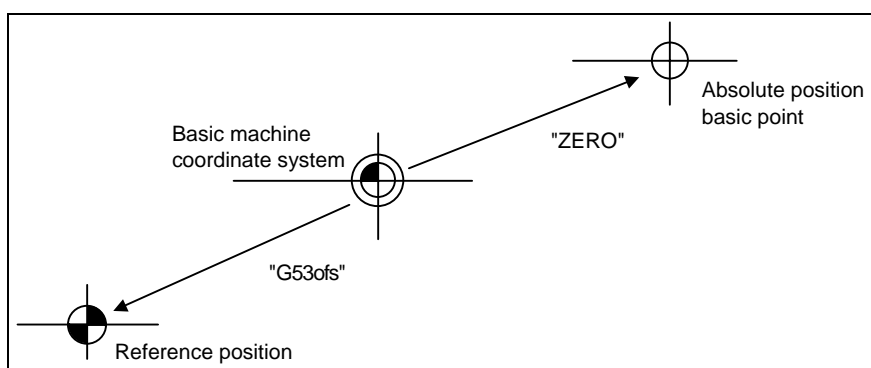 Absolute position
basic point
"ZERO"
Basic machine
coordinate system
"G53ofs"
Reference position